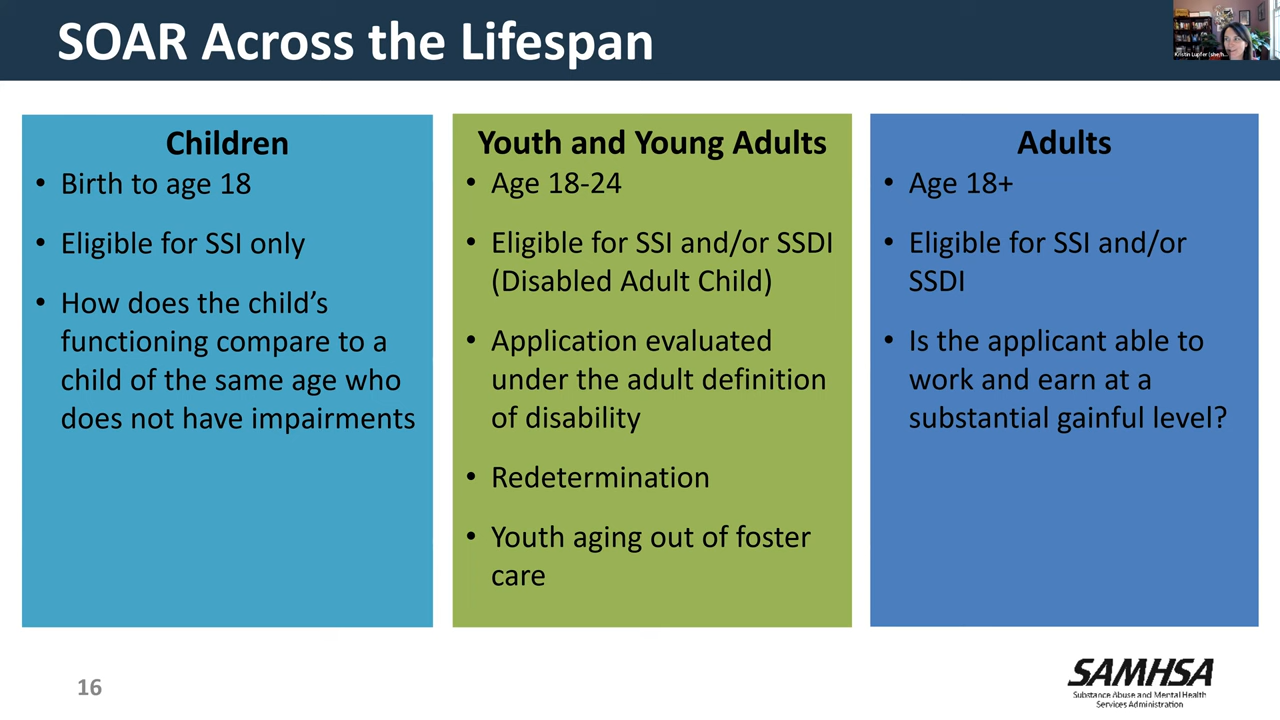 SOAR Across the Lifespan
Kristin Lupfer (she/h...
Children
• Birth to age 18
• Eligible for SSI only
• How does the child’s
functioning compare to a
child of the same age who
does not have impairments
Youth and Young Adults
• Age 18-24
• Eligible for SSI and/or SSDI
(Disabled Adult Child)
• Application evaluated
under the adult definition
of disability
• Redetermination
• Youth aging out of foster
care
Adults
• Age 18+
• Eligible for SSI and/or
SSDI
• Is the applicant able to
work and earn at a
substantial gainful level?
16
SAMHSA
Substance Abuse and Mental Health
Services Administration